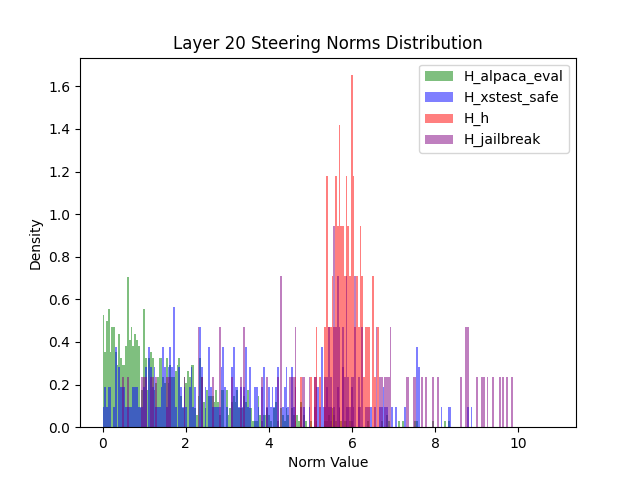 Layer 20 Steering Norms Distribution
H_alpaca_eval
H_xstest_safe
H_h
H_jailbreak
1.6
1.4
1.2
1.0
0.8
0.6
0.4
0.2
0.0
Density
0
2
4
6
8
10
Norm Value